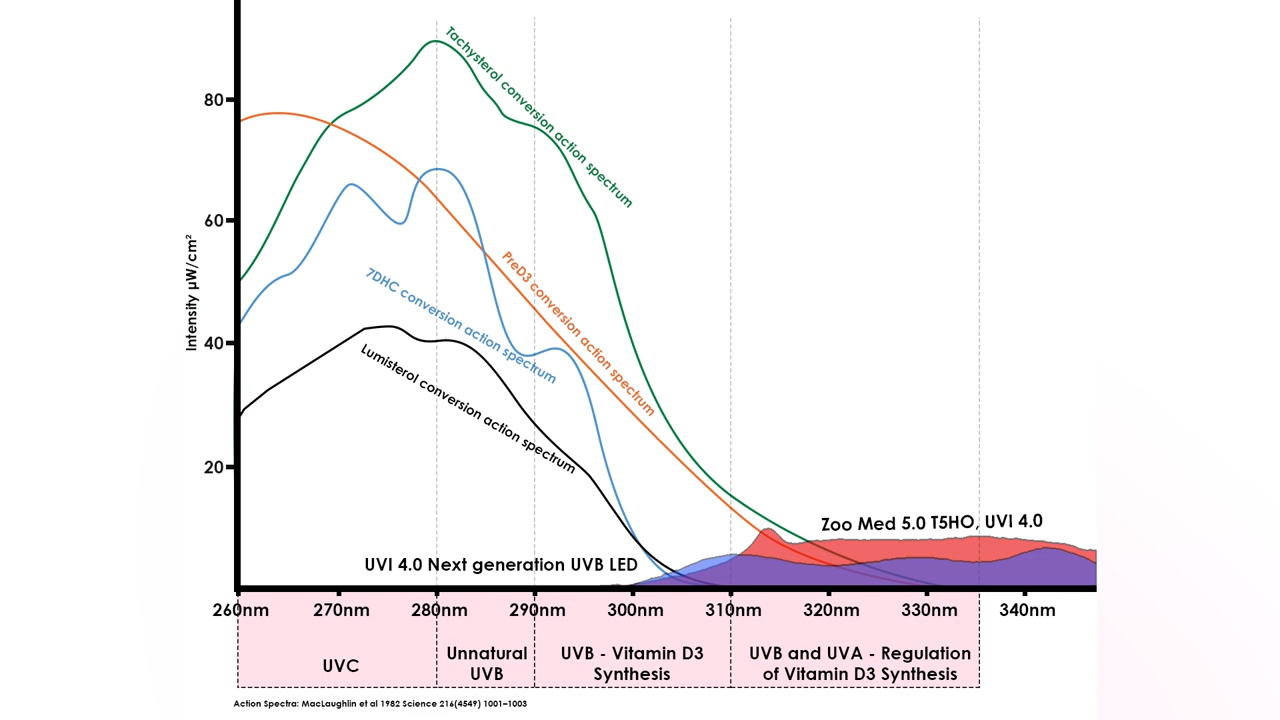 Tachysterol conversion action spectrum
80
60
Intensity µW/cm²
PreD3 conversion action spectrum
7DHC conversion action spectrum
40
Lumisterol conversion action spectrum
20
Zoo Med 5.0 T5HO, UVI 4.0
UVI 4.0 Next generation UVB LED
260nm 270nm 280nm 290nm 300nm 310nm 320nm 330nm 340nm
UVC
Unnatural
UVB
UVB - Vitamin D3
Synthesis
UVB and UVA - Regulation
of Vitamin D3 Synthesis
Action Spectra: MacLaughlin et al 1982 Science 216(4549) 1001-1003